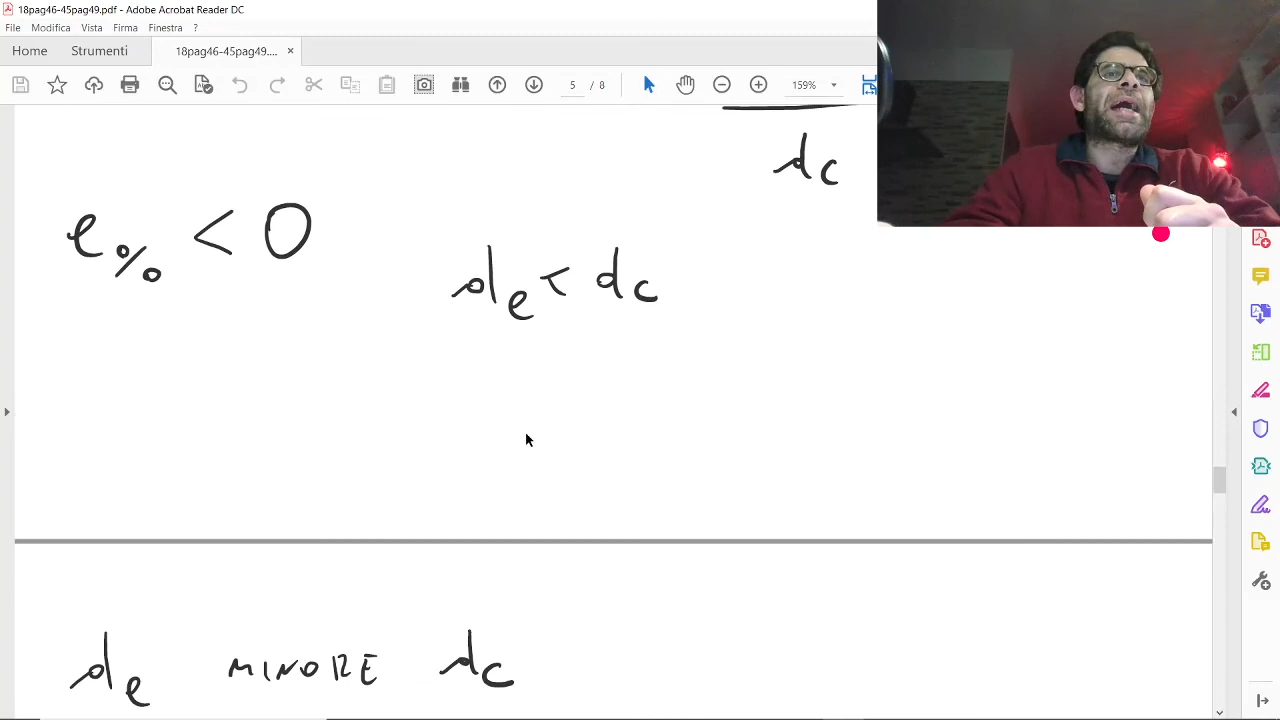 18pag46-45pag49.pdf - Adobe Acrobat Reader DC
File Modifica Vista Firma Finestra ?
Home Strumenti 18pag46-45pag49.... ×
5 / 8 159%
dc
e% < 0
de < dc
de MINORE dc